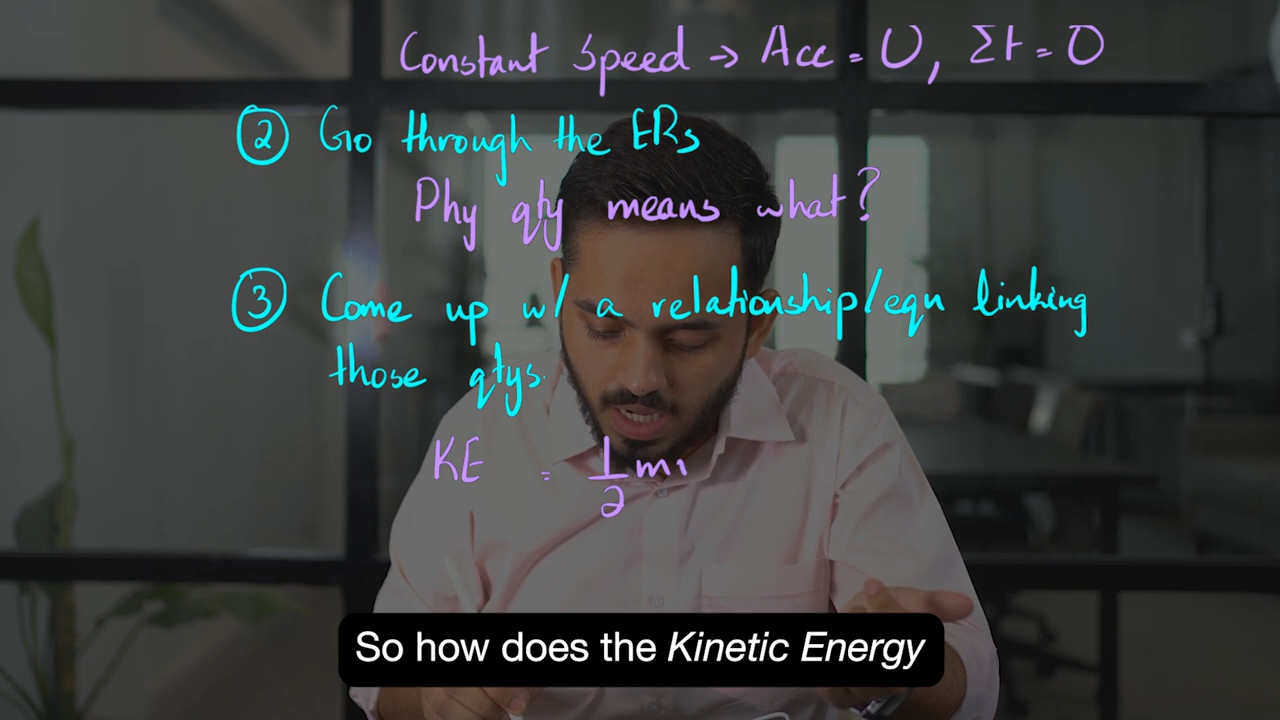 Constant Speed → Acc = 0, ΣF = 0
② Go through the ERs
Phy qty means what?
③ Come up w/ a relationship/eqn linking
those qtys.
KE = 1/2 m
So how does the Kinetic Energy